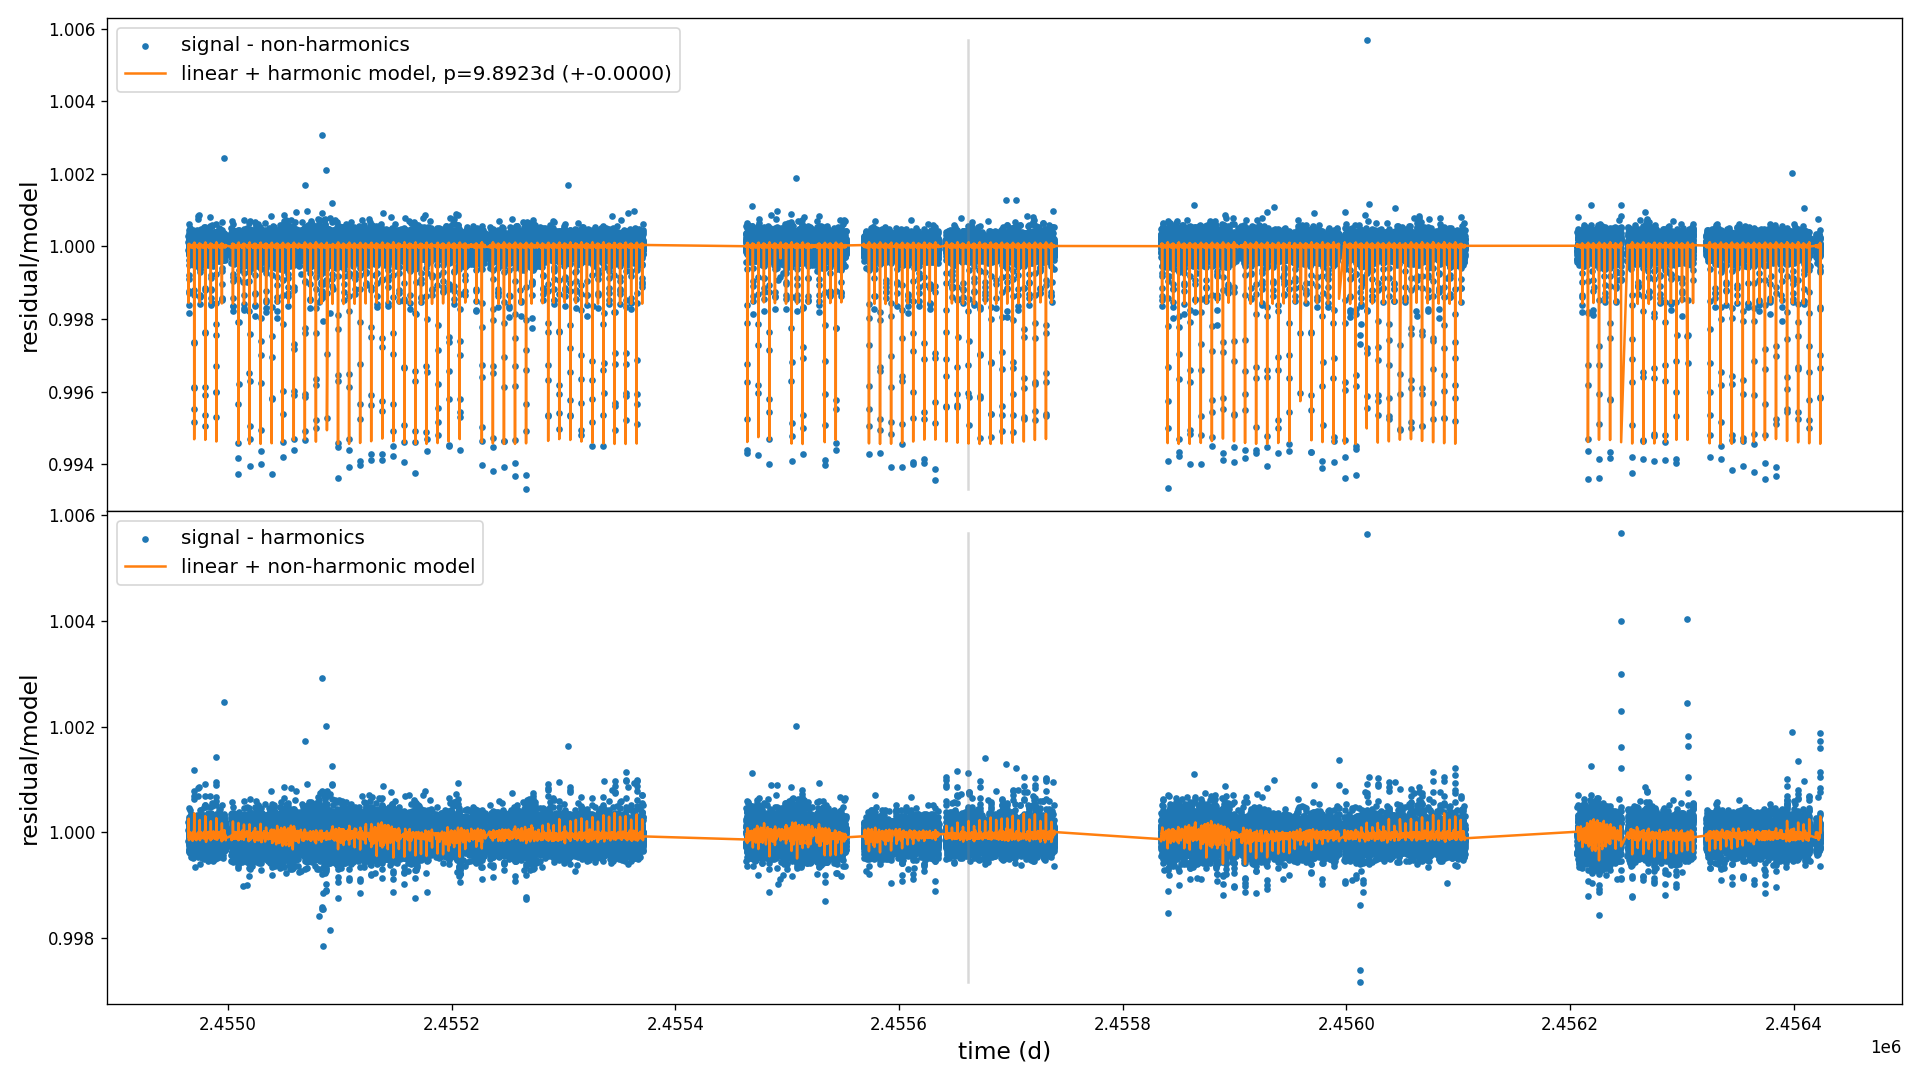 1.006
1.004
1.002
1.000
0.998
0.996
0.994
residual/model
signal - non-harmonics
linear + harmonic model, p=9.8923d (+-0.0000)
1.006
1.004
1.002
1.000
0.998
residual/model
signal - harmonics
linear + non-harmonic model
2.4550 2.4552 2.4554 2.4556 2.4558 2.4560 2.4562 2.4564
1e6
time (d)